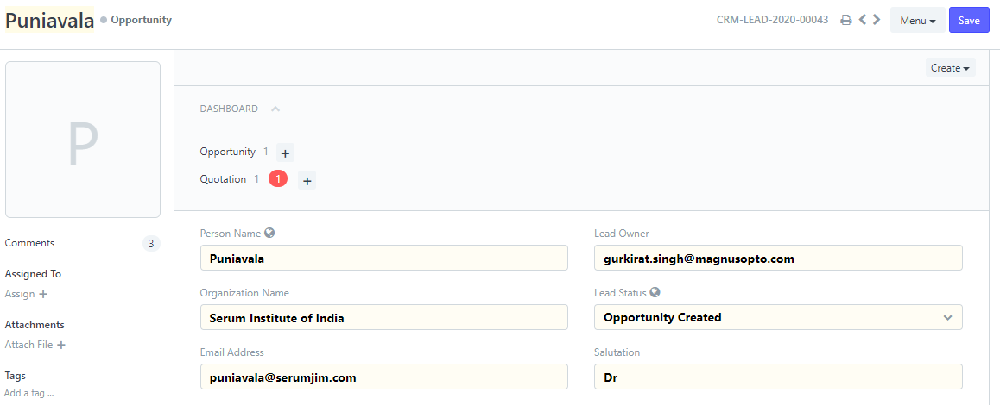 Puniavala Opportunity CRM-LEAD-2020-00043 Menu Save
P
Create
DASHBOARD
Opportunity 1 +
Quotation 1 1 +
Comments 3
Assigned To
Assign +
Attachments
Attach File +
Tags
Add a tag ...
Person Name
Puniavala
Lead Owner
gurkirat.singh@magnusopto.com
Organization Name
Serum Institute of India
Lead Status
Opportunity Created
Email Address
puniavala@serumjim.com
Salutation
Dr